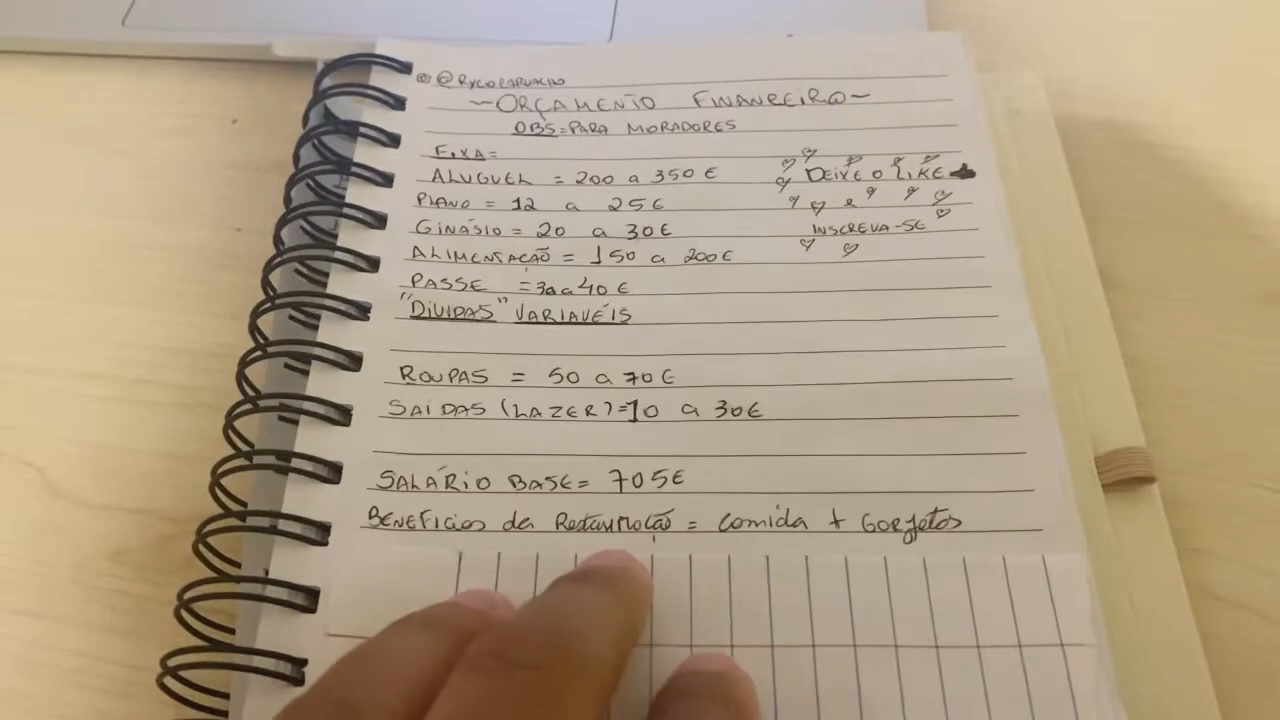 @RYCOCARVALHO
~ORÇAMENTO FINANCEIRO~
OBS=PARA MORADORES
FIXA=
ALUGUEL = 200 a 350€
PLANO = 12 a 25€
GINÁSIO = 20 a 30€
ALIMENTAÇÃO = 150 a 200€
PASSE = 30 a 40€
"DIVIDAS" VARIAVÉIS
DEIXE O LIKE
e
INSCREVA-SE
ROUPAS = 50 a 70€
SAIDAS (LAZER)=10 a 30€
SALÁRIO BASE= 705€
BENEFICIOS da Restauração = comida + Gorjetas